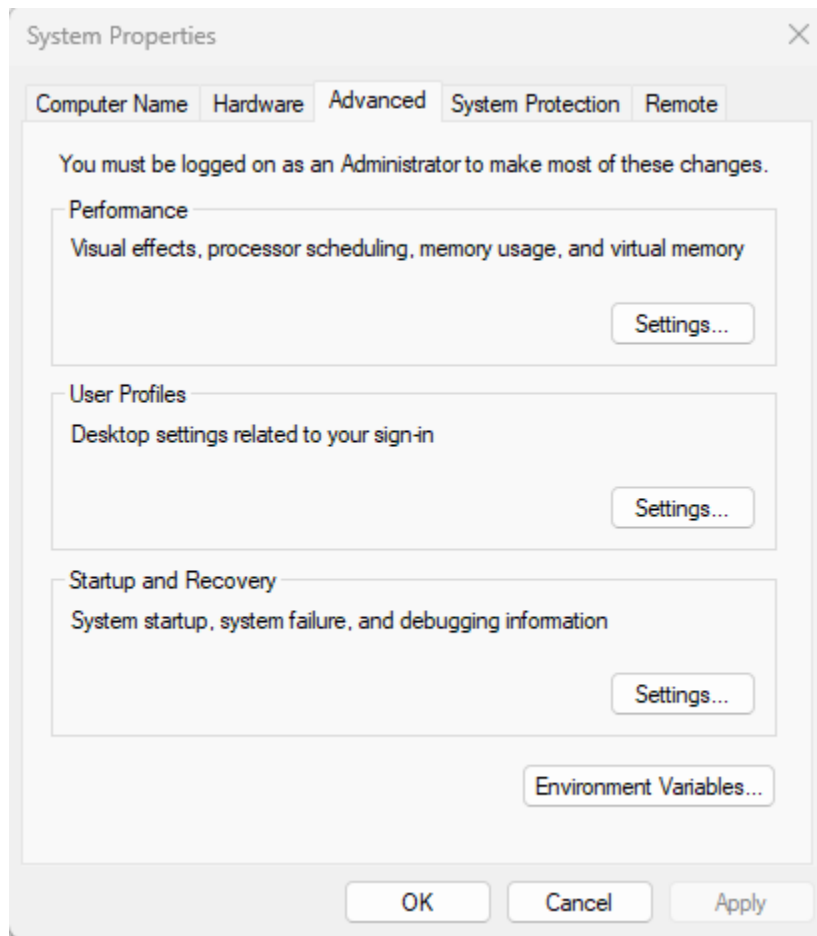 System Properties
Computer Name Hardware Advanced System Protection Remote
You must be logged on as an Administrator to make most of these changes.
Performance
Visual effects, processor scheduling, memory usage, and virtual memory
Settings...
User Profiles
Desktop settings related to your sign-in
Settings...
Startup and Recovery
System startup, system failure, and debugging information
Settings...
Environment Variables...
OK Cancel Apply